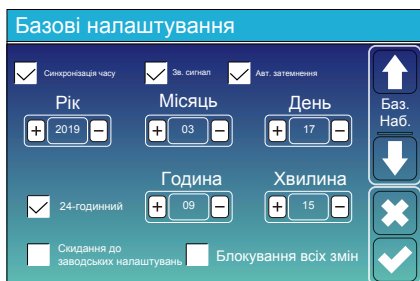 Базові налаштування
Синхронізація часу Зв. сигнал Авт. затемнення
Рік Місяць День
+ 2019 − + 03 − + 17 −
Баз.
Наб.
Година Хвилина
24-годинний + 09 − + 15 −
Скидання до
заводських налаштувань
Блокування всіх змін